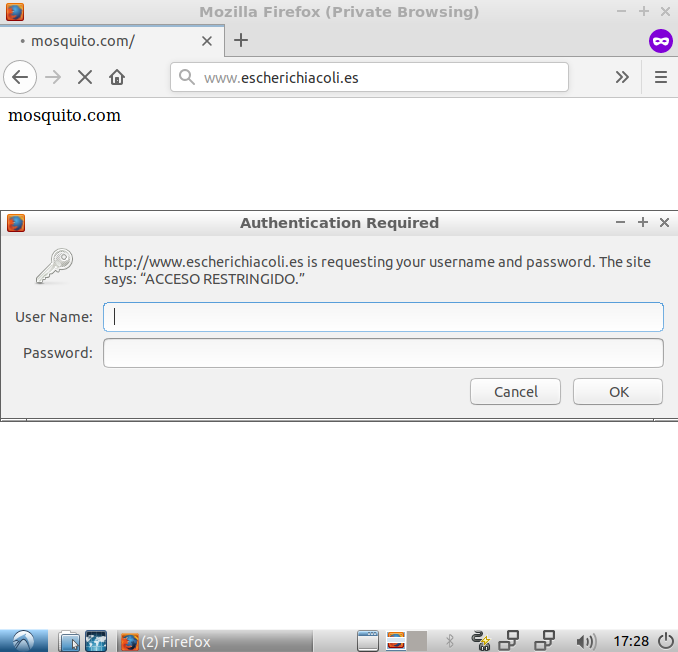 Mozilla Firefox (Private Browsing)
mosquito.com/
www.escherichiacoli.es
mosquito.com
Authentication Required
http://www.escherichiacoli.es is requesting your username and password. The site
says: “ACCESO RESTRINGIDO.”
User Name:
Password:
Cancel OK
(2) Firefox 17:28